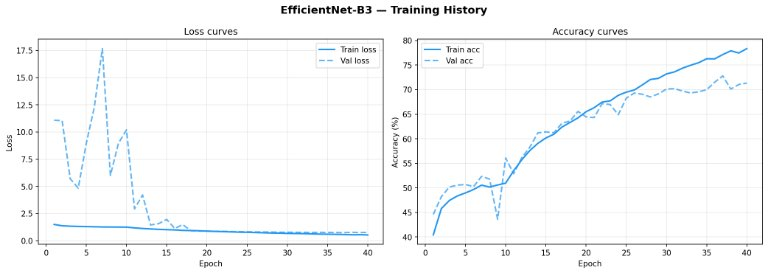 EfficientNet-B3 — Training History
Loss curves
Accuracy curves
Train loss
Val loss
Train acc
Val acc
17.5
15.0
12.5
10.0
7.5
5.0
2.5
0.0
Loss
0 5 10 15 20 25 30 35 40
Epoch
80
75
70
65
60
55
50
45
40
Accuracy (%)
0 5 10 15 20 25 30 35 40
Epoch